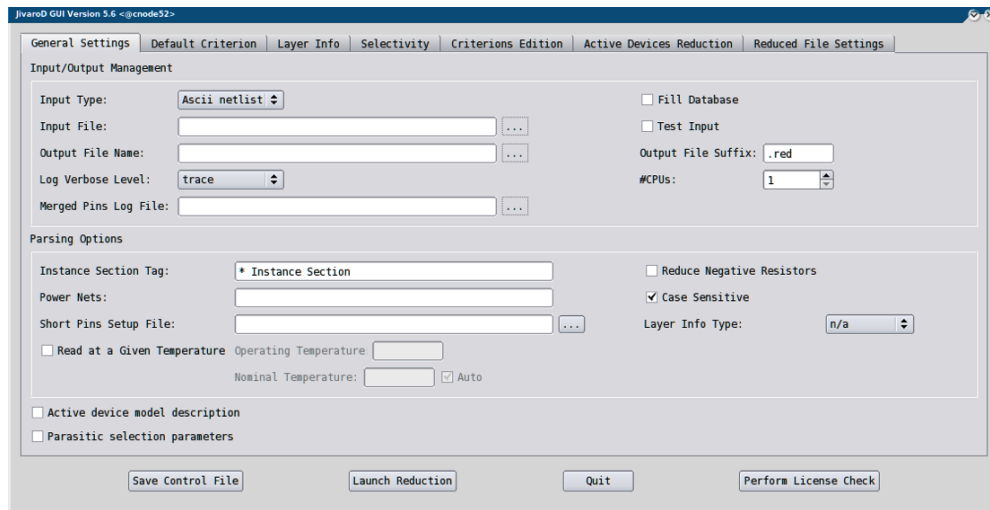 JivaroD GUI Version 5.6 <@cnode52>
General Settings Default Criterion Layer Info Selectivity Criterions Edition Active Devices Reduction Reduced File Settings
Input/Output Management
Input Type: Ascii netlist Fill Database
Input File: ... Test Input
Output File Name: ... Output File Suffix: .red
Log Verbose Level: trace #CPUs: 1
Merged Pins Log File: ...
Parsing Options
Instance Section Tag: * Instance Section Reduce Negative Resistors
Power Nets: Case Sensitive
Short Pins Setup File: ... Layer Info Type: n/a
Read at a Given Temperature Operating Temperature
Nominal Temperature: Auto
Active device model description
Parasitic selection parameters
Save Control File Launch Reduction Quit Perform License Check